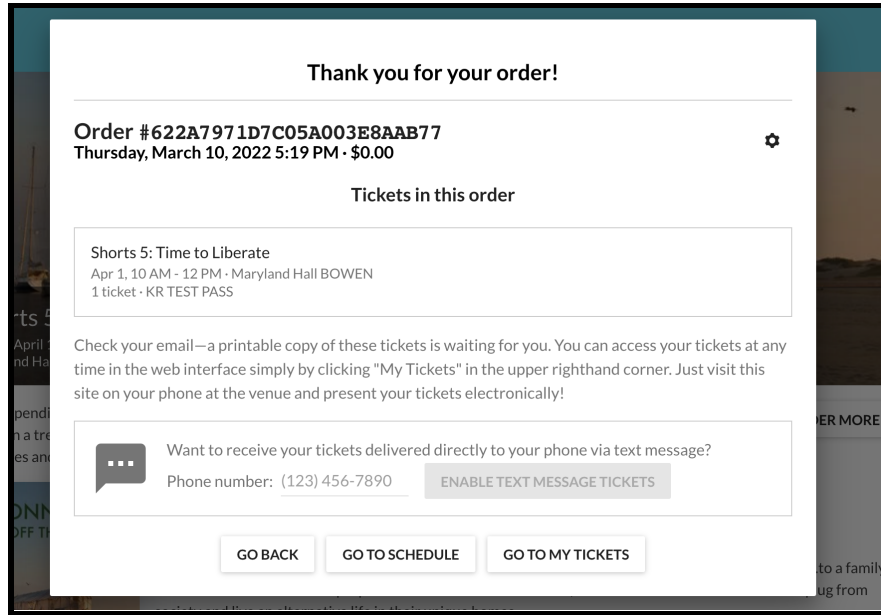 Thank you for your order!
Order #622A7971D7C05A003E8AAB77
Thursday, March 10, 2022 5:19 PM · $0.00
Tickets in this order
Shorts 5: Time to Liberate
Apr 1, 10 AM - 12 PM · Maryland Hall BOWEN
1 ticket · KR TEST PASS
Check your email—a printable copy of these tickets is waiting for you. You can access your tickets at any
time in the web interface simply by clicking "My Tickets" in the upper righthand corner. Just visit this
site on your phone at the venue and present your tickets electronically!
Want to receive your tickets delivered directly to your phone via text message?
Phone number: (123) 456-7890 ENABLE TEXT MESSAGE TICKETS
GO BACK GO TO SCHEDULE GO TO MY TICKETS
April
MORE
to a family
from